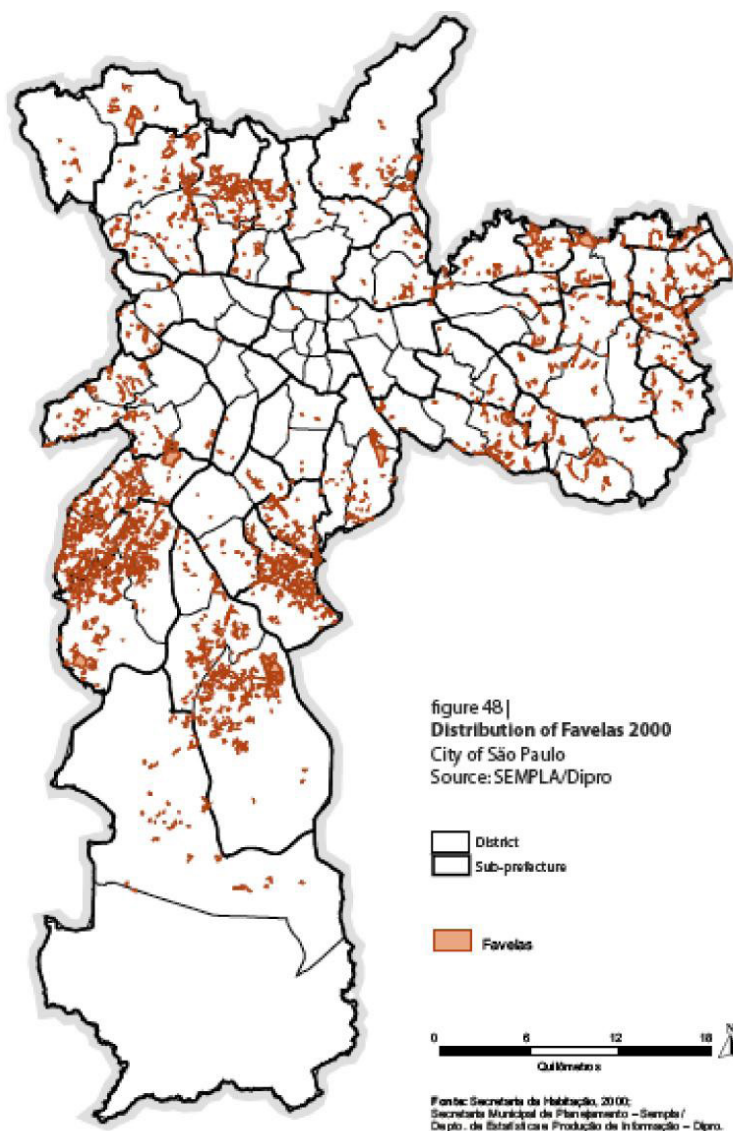 figure 48|
Distribution of Favelas 2000
City of São Paulo
Source: SEMPLA/Dipro
District
Sub-prefecture
Favelas
0 6 12 18
N
Quilômetros
Fonte: Secretaria da Habitação, 2000;
Secretaria Municipal de Planejamento – Sempla/
Depto. de Estatística e Produção de Informação – Dipro.